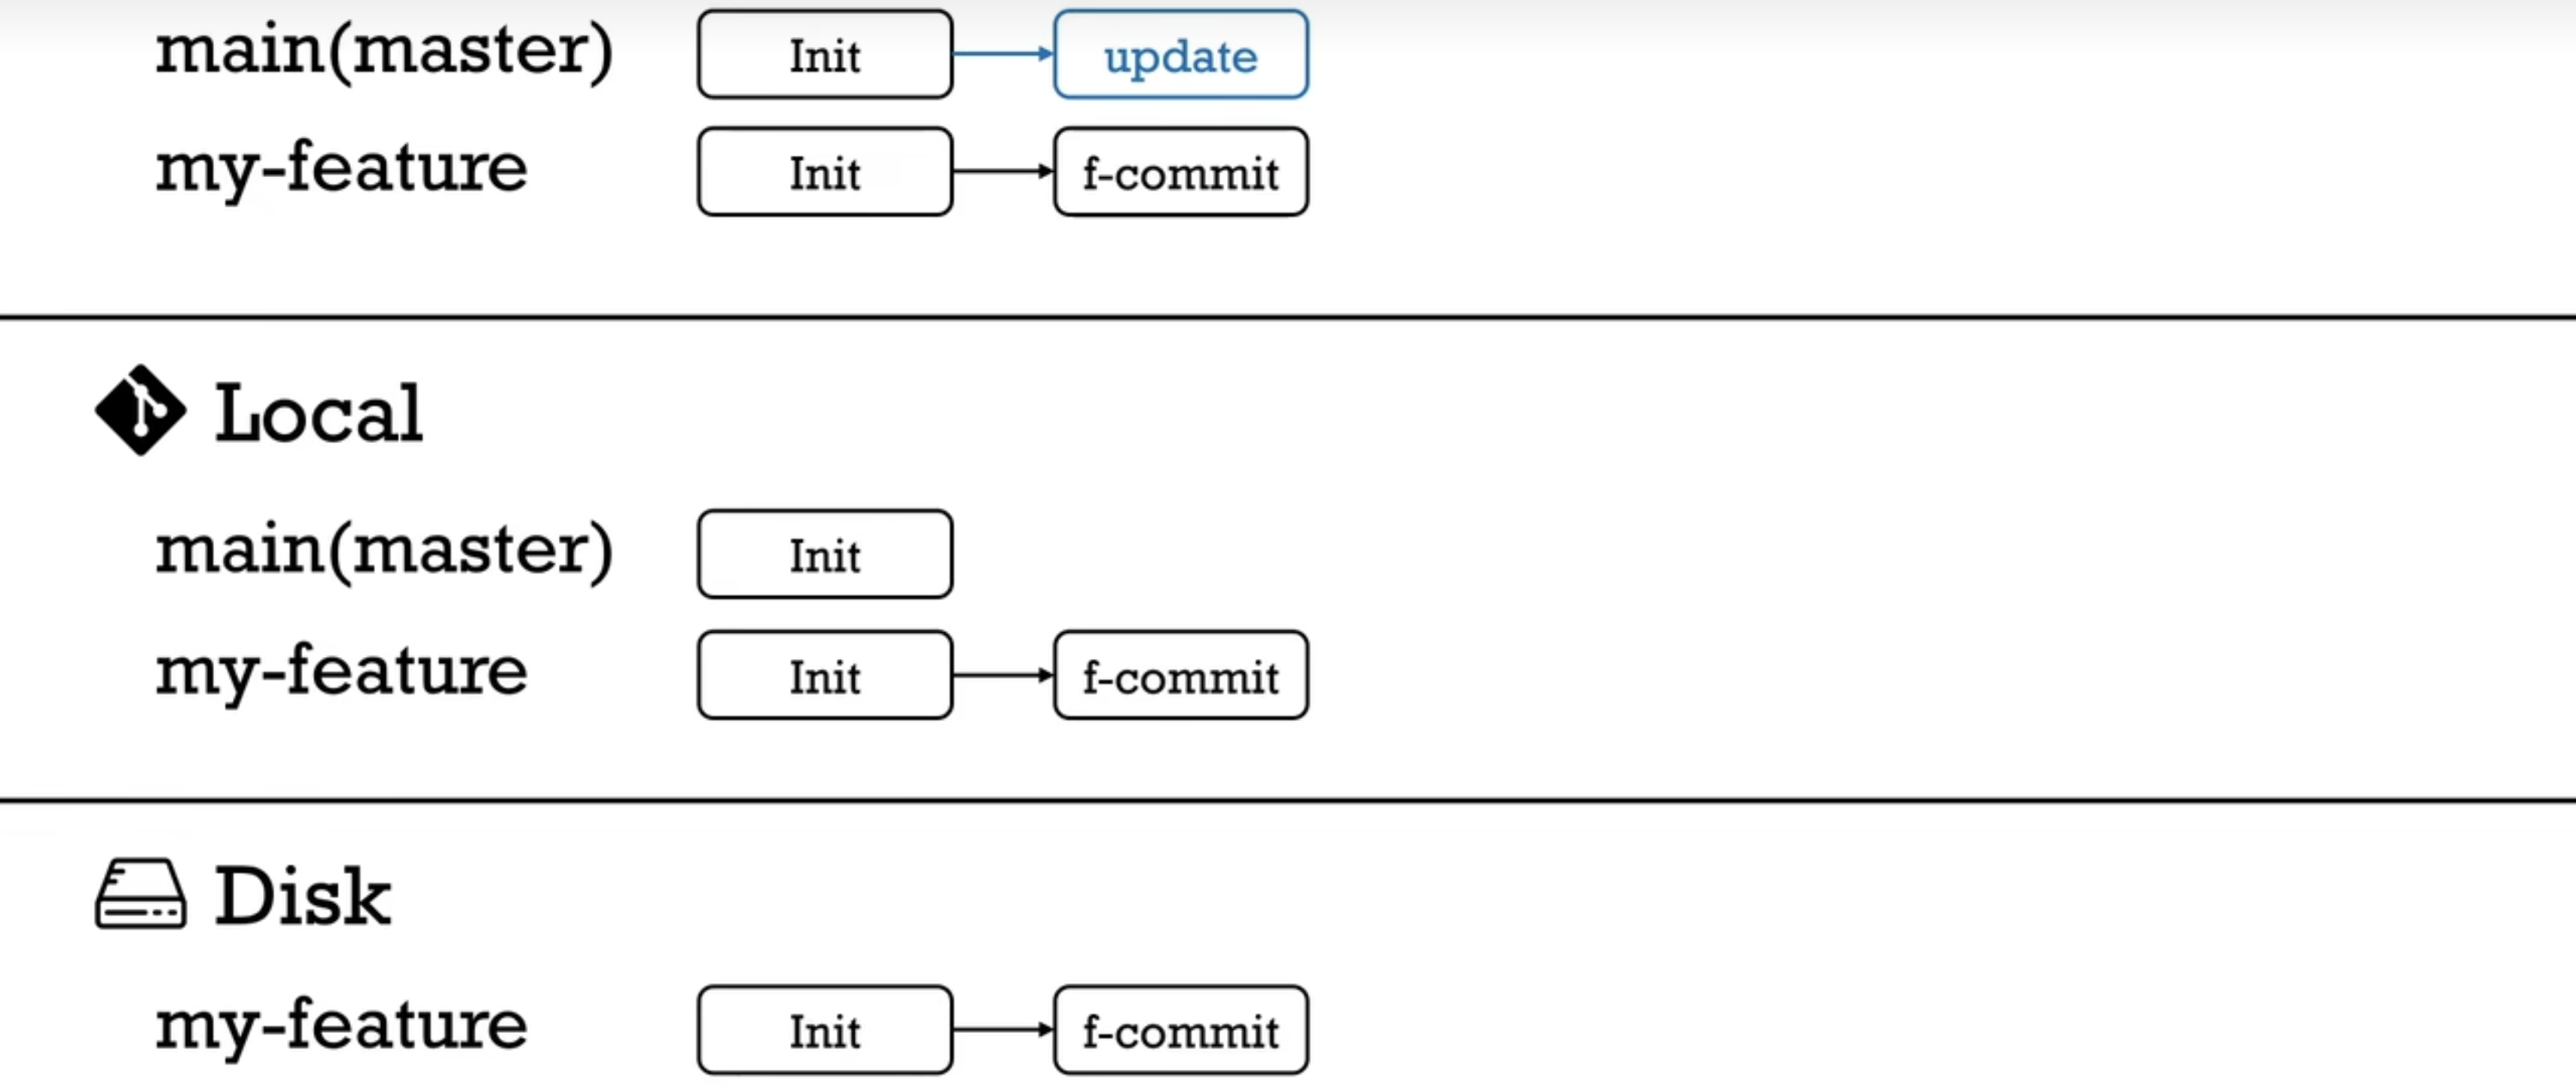 main(master) Init update
my-feature Init f-commit
Local
main(master) Init
my-feature Init f-commit
Disk
my-feature Init f-commit